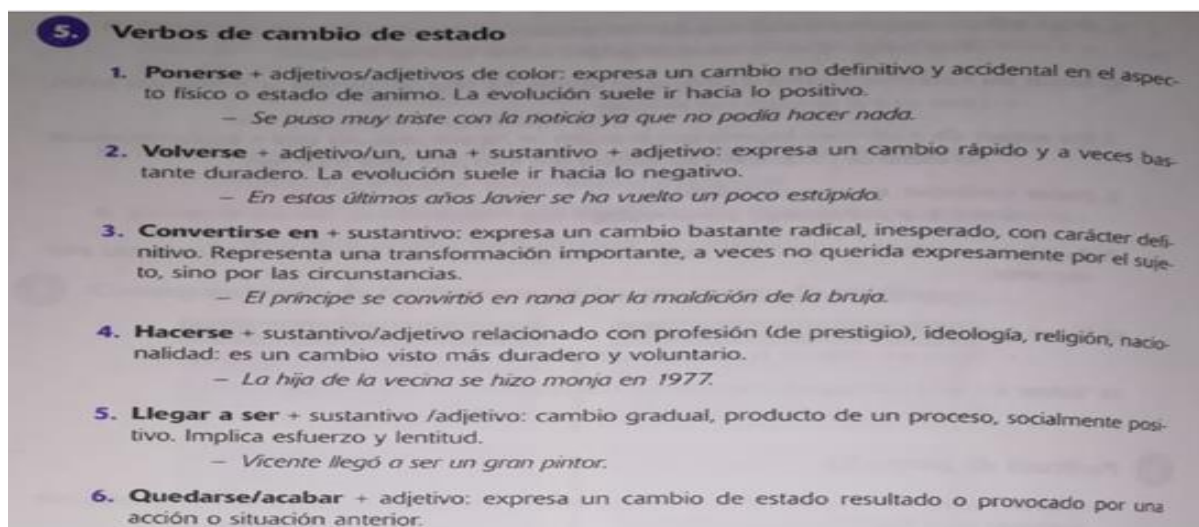 5. Verbos de cambio de estado
1. Ponerse + adjetivos/adjetivos de color: expresa un cambio no definitivo y accidental en el aspec-
to físico o estado de animo. La evolución suele ir hacia lo positivo.
– Se puso muy triste con la noticia ya que no podía hacer nada.
2. Volverse + adjetivo/un, una + sustantivo + adjetivo: expresa un cambio rápido y a veces bas-
tante duradero. La evolución suele ir hacia lo negativo.
– En estos últimos años Javier se ha vuelto un poco estúpido.
3. Convertirse en + sustantivo: expresa un cambio bastante radical, inesperado, con carácter defi-
nitivo. Representa una transformación importante, a veces no querida expresamente por el suje-
to, sino por las circunstancias.
– El príncipe se convirtió en rana por la maldición de la bruja.
4. Hacerse + sustantivo/adjetivo relacionado con profesión (de prestigio), ideología, religión, nacio-
nalidad: es un cambio visto más duradero y voluntario.
– La hija de la vecina se hizo monja en 1977.
5. Llegar a ser + sustantivo /adjetivo: cambio gradual, producto de un proceso, socialmente posi-
tivo. Implica esfuerzo y lentitud.
– Vicente llegó a ser un gran pintor.
6. Quedarse/acabar + adjetivo: expresa un cambio de estado resultado o provocado por una
acción o situación anterior.